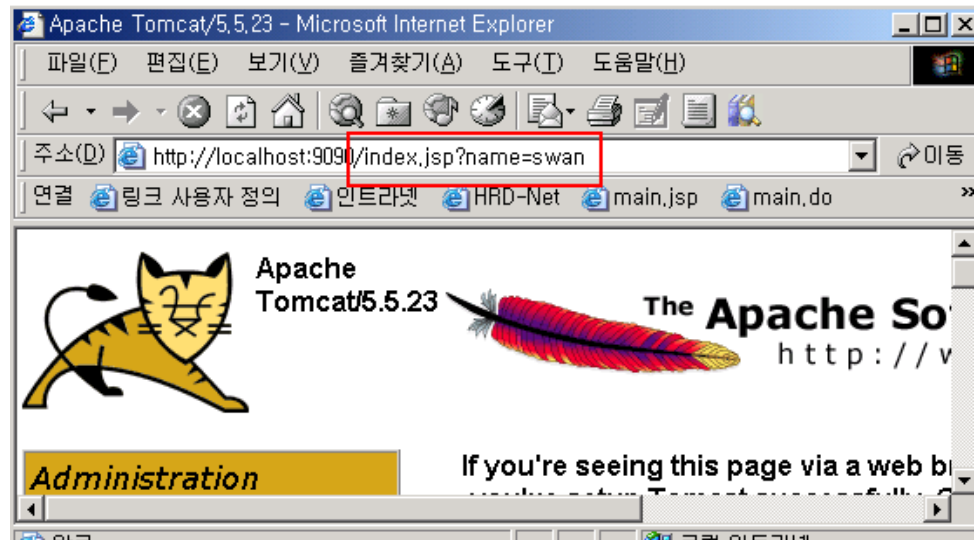 Apache Tomcat/5.5.23 - Microsoft Internet Explorer
파일(F) 편집(E) 보기(V) 즐겨찾기(A) 도구(T) 도움말(H)
주소(D) http://localhost:9090/index.jsp?name=swan 이동
연결 링크 사용자 정의 인트라넷 HRD-Net main.jsp main.do »
Apache
Tomcat/5.5.23
The Apache So
http://w
Administration
If you're seeing this page via a web br